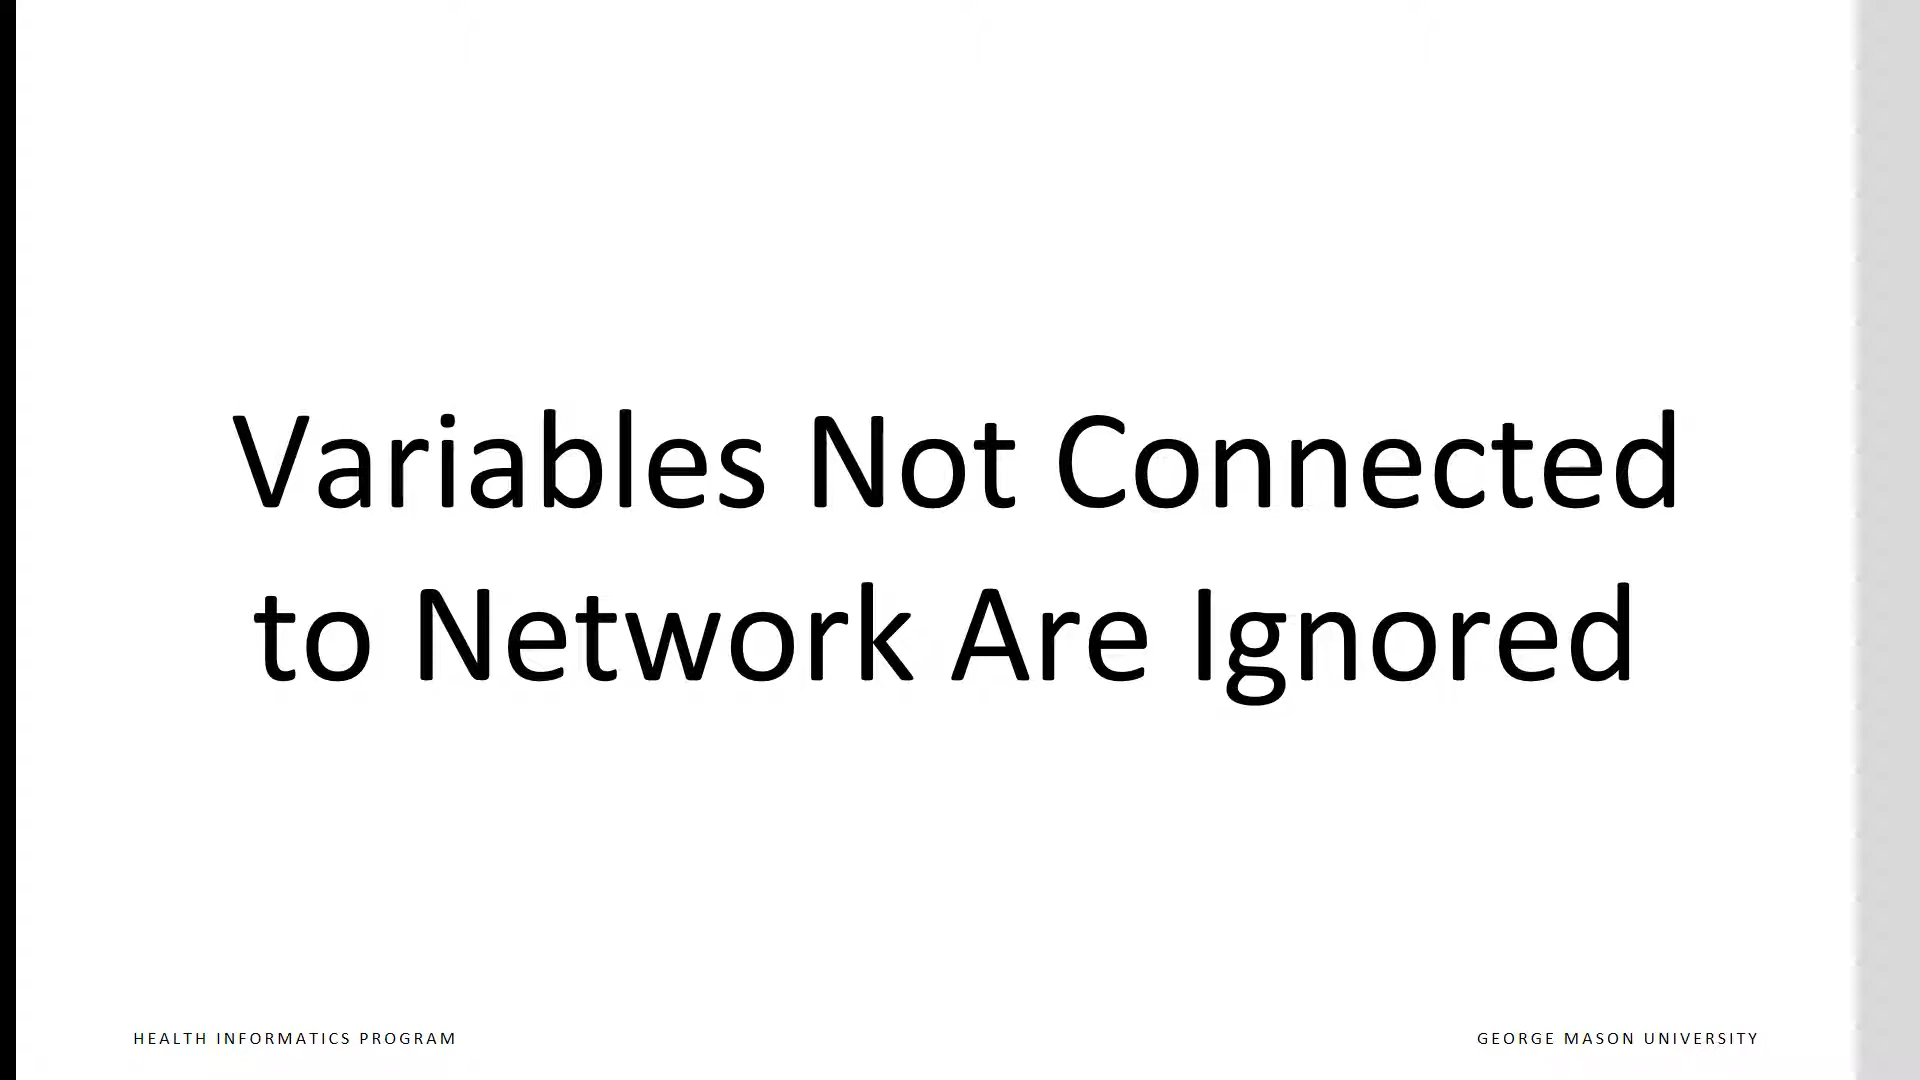 Variables Not Connected
to Network Are Ignored
HEALTH INFORMATICS PROGRAM
GEORGE MASON UNIVERSITY